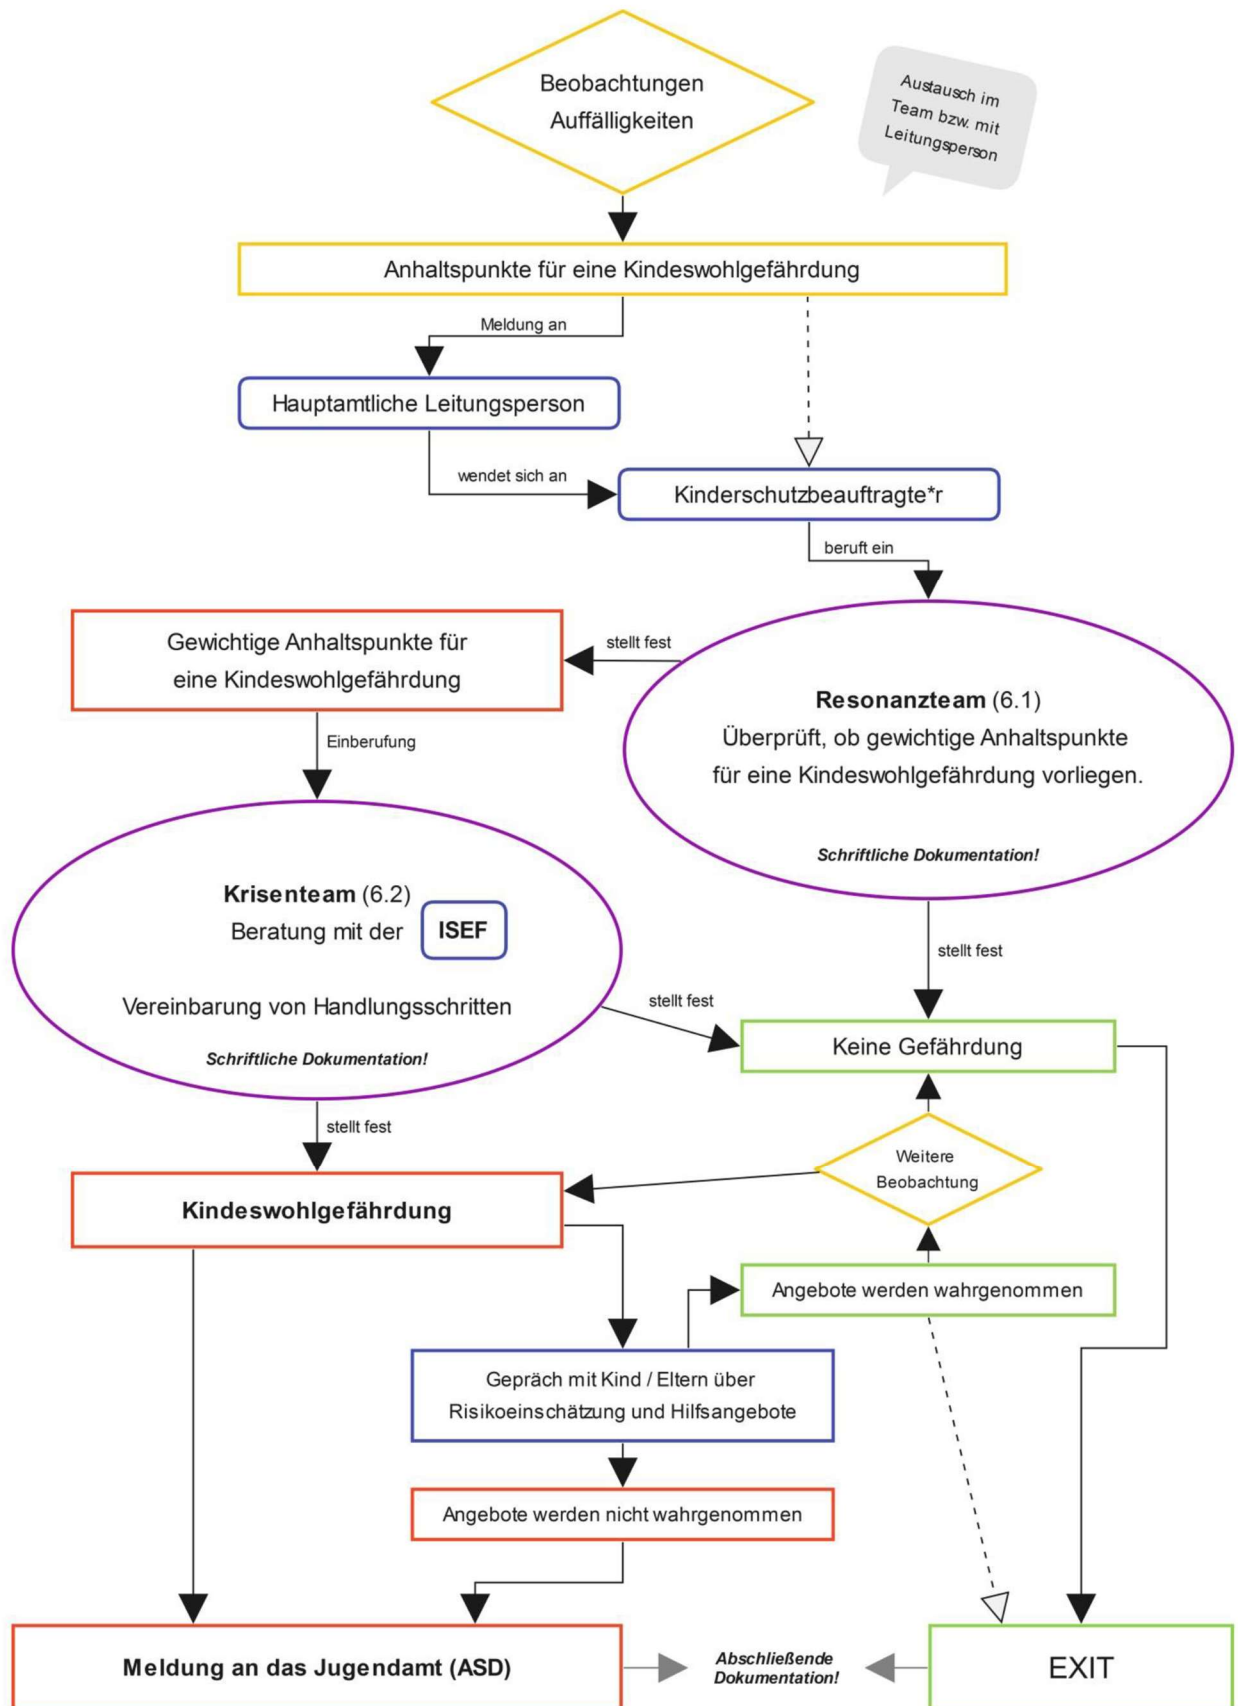 Beobachtungen
Auffälligkeiten
Austausch im
Team bzw. mit
Leitungsperson
Anhaltspunkte für eine Kindeswohlgefährdung
Meldung an
Hauptamtliche Leitungsperson
wendet sich an
Kinderschutzbeauftragte*r
beruft ein
Gewichtige Anhaltspunkte für
eine Kindeswohlgefährdung
stellt fest
Resonanzteam (6.1)
Überprüft, ob gewichtige Anhaltspunkte
für eine Kindeswohlgefährdung vorliegen.
Schriftliche Dokumentation!
Einberufung
Krisenteam (6.2)
Beratung mit der ISEF
Vereinbarung von Handlungsschritten
Schriftliche Dokumentation!
stellt fest
stellt fest
Keine Gefährdung
stellt fest
Weitere
Beobachtung
Kindeswohlgefährdung
Angebote werden wahrgenommen
Gepräch mit Kind / Eltern über
Risikoeinschätzung und Hilfsangebote
Angebote werden nicht wahrgenommen
Meldung an das Jugendamt (ASD)
Abschließende
Dokumentation!
EXIT